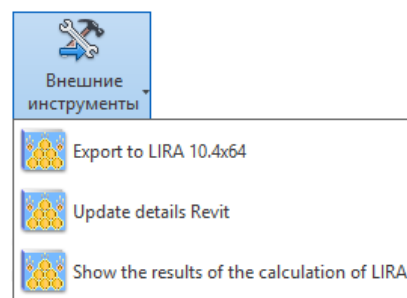 Внешние
инструменты
Export to LIRA 10.4x64
Update details Revit
Show the results of the calculation of LIRA